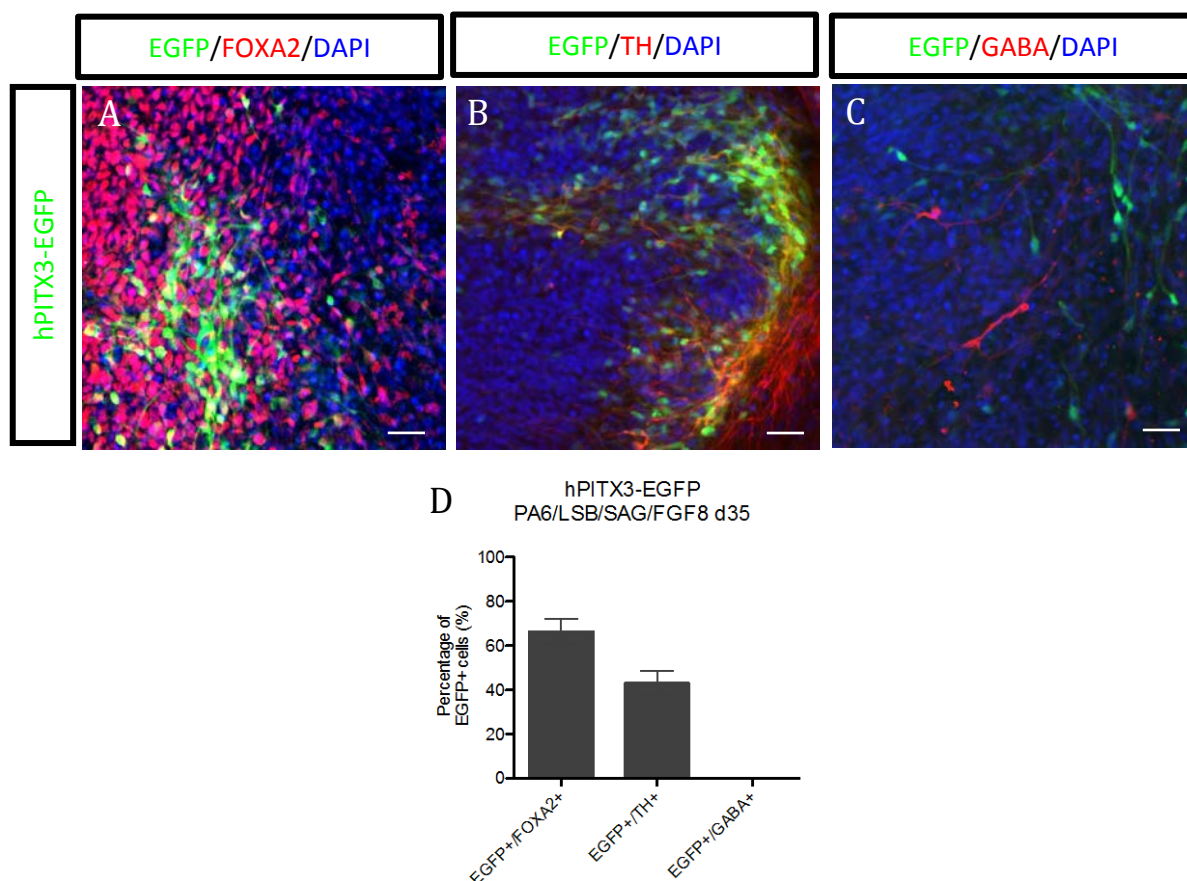 EGFP/FOXA2/DAPI
EGFP/TH/DAPI
EGFP/GABA/DAPI
hPITX3-EGFP
A
B
C
D
hPITX3-EGFP
PA6/LSB/SAG/FGF8 d35
Percentage of
EGFP+ cells (%)
100
80
60
40
20
0
EGFP+/FOXA2+
EGFP+/TH+
EGFP+/GABA+